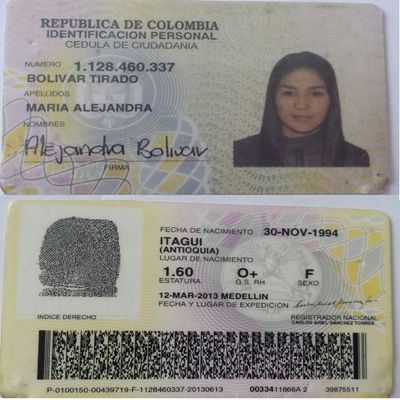 REPUBLICA DE COLOMBIA
IDENTIFICACION PERSONAL
CEDULA DE CIUDADANIA
NUMERO 1.128.460.337
BOLIVAR TIRADO
APELLIDOS
MARIA ALEJANDRA
NOMBRES
Alejandra Bolivar
FIRMA
FECHA DE NACIMIENTO 30-NOV-1994
ITAGUI
(ANTIOQUIA)
LUGAR DE NACIMIENTO
1.60 O+ F
ESTATURA G.S. RH SEXO
12-MAR-2013 MEDELLIN
FECHA Y LUGAR DE EXPEDICION
INDICE DERECHO
REGISTRADOR NACIONAL
CARLOS ARIEL SÁNCHEZ TORRES
P-0100150-00439719-F-1128460337-20130613 0033411868A 2 39875511